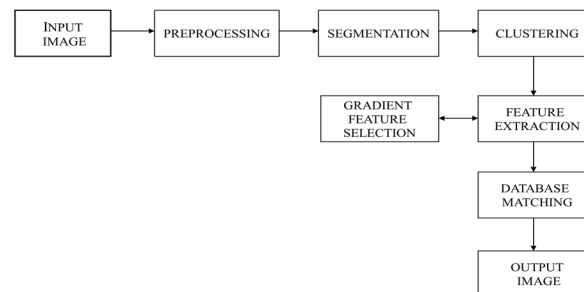 INPUT
IMAGE
PREPROCESSING
SEGMENTATION
CLUSTERING
GRADIENT
FEATURE
SELECTION
FEATURE
EXTRACTION
DATABASE
MATCHING
OUTPUT
IMAGE